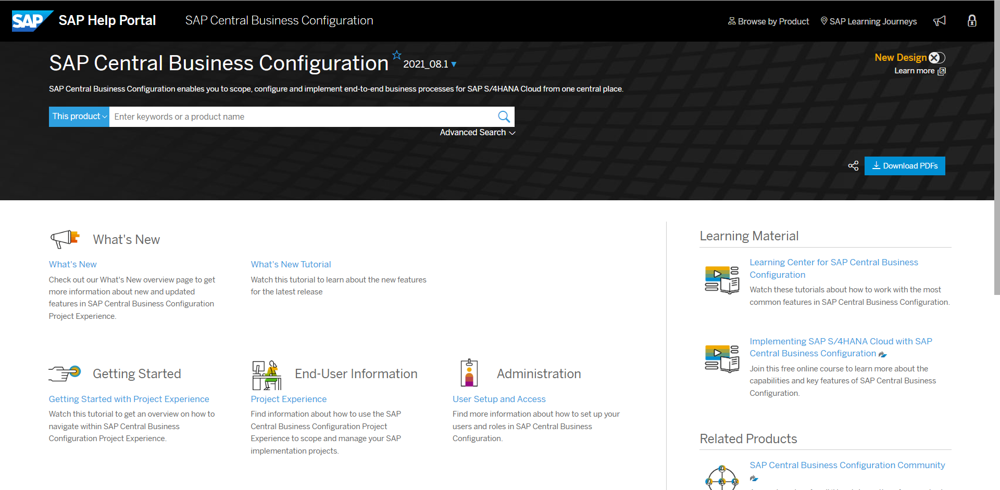 SAP SAP Help Portal SAP Central Business Configuration Browse by Product SAP Learning Journeys
SAP Central Business Configuration 2021_08.1
New Design
Learn more
SAP Central Business Configuration enables you to scope, configure and implement end-to-end business processes for SAP S/4HANA Cloud from one central place.
This product Enter keywords or a product name
Advanced Search
Download PDFs
What's New
What's New
Check out our What's New overview page to get
more information about new and updated
features in SAP Central Business Configuration
Project Experience.
What's New Tutorial
Watch this tutorial to learn about the new features
for the latest release
Getting Started
Getting Started with Project Experience
Watch this tutorial to get an overview on how to
navigate within SAP Central Business
Configuration Project Experience.
End-User Information
Project Experience
Find information about how to use the SAP
Central Business Configuration Project
Experience to scope and manage your SAP
implementation projects.
Administration
User Setup and Access
Find more information about how to set up your
users and roles in SAP Central Business
Configuration.
Learning Material
Learning Center for SAP Central Business
Configuration
Watch these tutorials about how to work with the most
common features in SAP Central Business Configuration.
Implementing SAP S/4HANA Cloud with SAP
Central Business Configuration
Join this free online course to learn more about the
capabilities and key features of SAP Central Business
Configuration.
Related Products
SAP Central Business Configuration Community